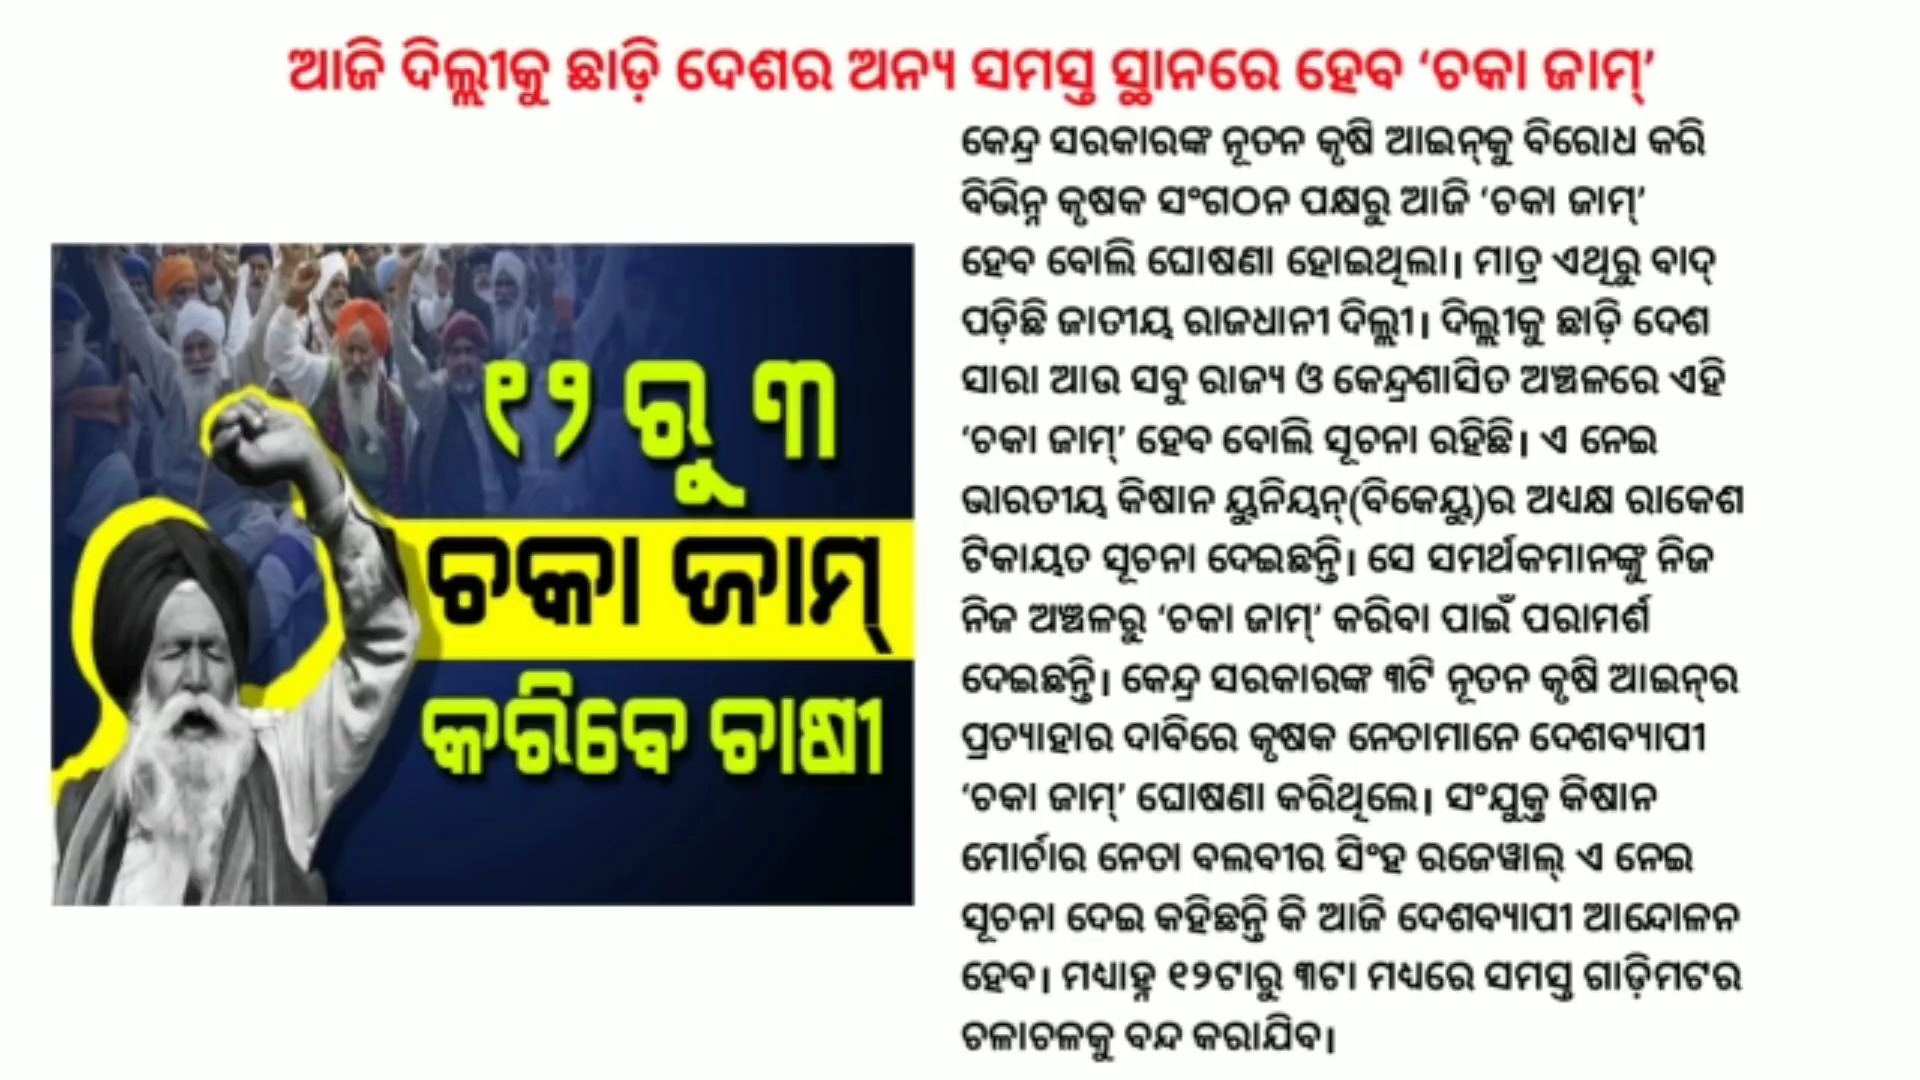 ଆଜି ଦିଲ୍ଲୀକୁ ଛାଡ଼ି ଦେଶର ଅନ୍ୟ ସମସ୍ତ ସ୍ଥାନରେ ହେବ ‘ଚକା ଜାମ୍’
୧୨ ରୁ ୩
ଚକା ଜାମ୍
କରିବେ ଚାଷୀ
କେନ୍ଦ୍ର ସରକାରଙ୍କ ନୂତନ କୃଷି ଆଇନ୍‌କୁ ବିରୋଧ କରି
ବିଭିନ୍ନ କୃଷକ ସଂଗଠନ ପକ୍ଷରୁ ଆଜି ‘ଚକା ଜାମ୍’
ହେବ ବୋଲି ଘୋଷଣା ହୋଇଥିଲା। ମାତ୍ର ଏଥିରୁ ବାଦ୍
ପଡ଼ିଛି ଜାତୀୟ ରାଜଧାନୀ ଦିଲ୍ଲୀ। ଦିଲ୍ଲୀକୁ ଛାଡ଼ି ଦେଶ
ସାରା ଆଉ ସବୁ ରାଜ୍ୟ ଓ କେନ୍ଦ୍ରଶାସିତ ଅଞ୍ଚଳରେ ଏହି
‘ଚକା ଜାମ୍’ ହେବ ବୋଲି ସୂଚନା ରହିଛି। ଏ ନେଇ
ଭାରତୀୟ କିଷାନ ୟୁନିୟନ୍(ବିକେୟୁ)ର ଅଧ୍ୟକ୍ଷ ରାକେଶ
ଟିକାୟତ ସୂଚନା ଦେଇଛନ୍ତି। ସେ ସମର୍ଥକମାନଙ୍କୁ ନିଜ
ନିଜ ଅଞ୍ଚଳରୁ ‘ଚକା ଜାମ୍’ କରିବା ପାଇଁ ପରାମର୍ଶ
ଦେଇଛନ୍ତି। କେନ୍ଦ୍ର ସରକାରଙ୍କ ୩ଟି ନୂତନ କୃଷି ଆଇନ୍‌ର
ପ୍ରତ୍ୟାହାର ଦାବିରେ କୃଷକ ନେତାମାନେ ଦେଶବ୍ୟାପୀ
‘ଚକା ଜାମ୍’ ଘୋଷଣା କରିଥିଲେ। ସଂଯୁକ୍ତ କିଷାନ
ମୋର୍ଚାର ନେତା ବଲବୀର ସିଂହ ରଜେୱାଲ୍ ଏ ନେଇ
ସୂଚନା ଦେଇ କହିଛନ୍ତି କି ଆଜି ଦେଶବ୍ୟାପୀ ଆନ୍ଦୋଳନ
ହେବ। ମଧ୍ୟାହ୍ନ ୧୨ଟାରୁ ୩ଟା ମଧ୍ୟରେ ସମସ୍ତ ଗାଡ଼ିମଟର
ଚଳାଚଳକୁ ବନ୍ଦ କରାଯିବ।